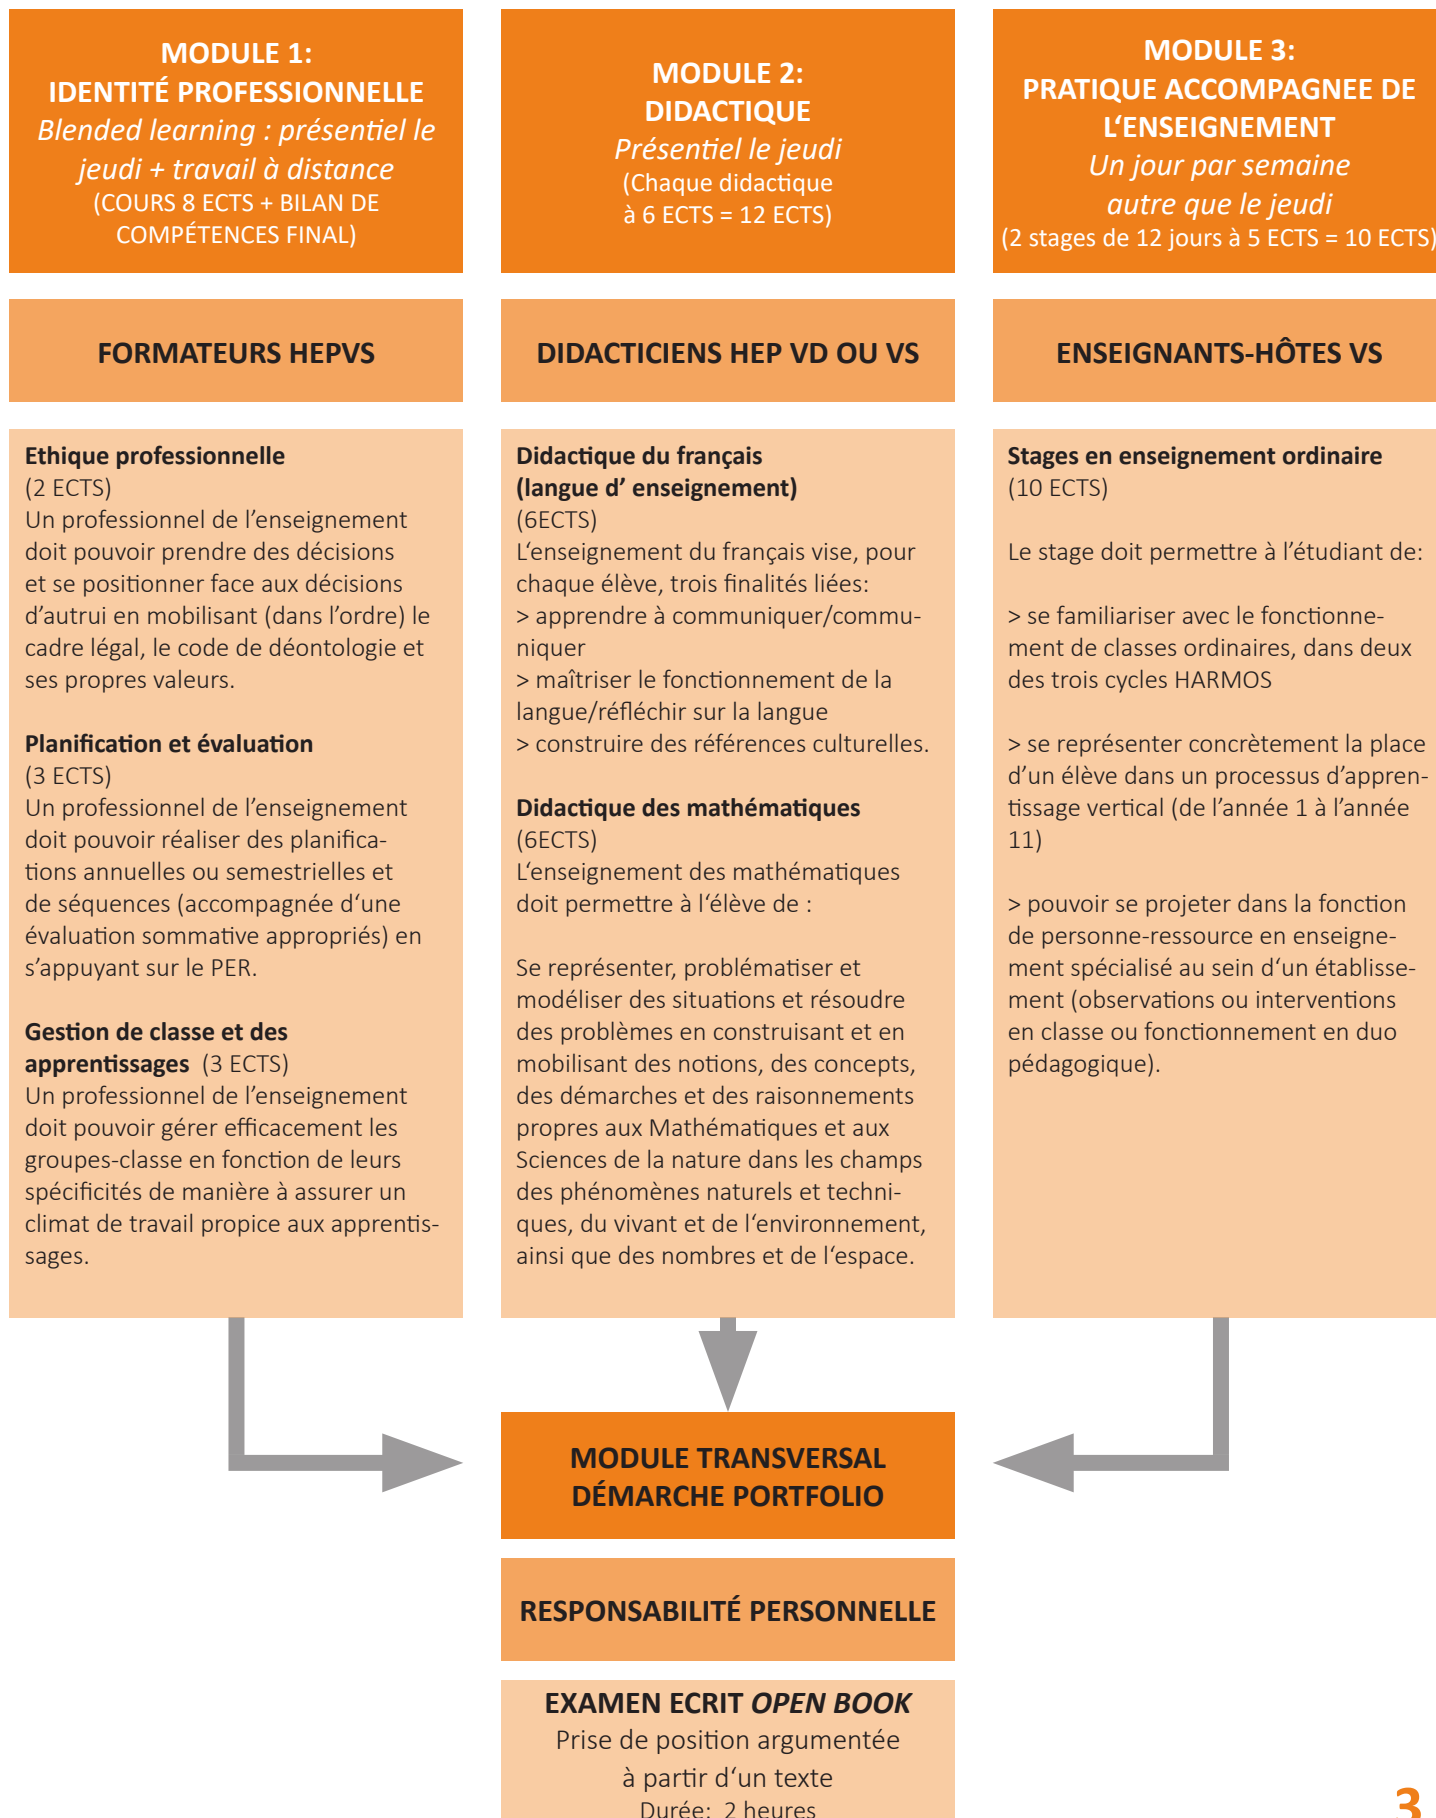 MODULE 1:
IDENTITÉ PROFESSIONNELLE
Blended learning : présentiel le
jeudi + travail à distance
(COURS 8 ECTS + BILAN DE
COMPÉTENCES FINAL)
FORMATEURS HEPVS
Ethique professionnelle
(2 ECTS)
Un professionnel de l’enseignement
doit pouvoir prendre des décisions
et se positionner face aux décisions
d’autrui en mobilisant (dans l’ordre) le
cadre légal, le code de déontologie et
ses propres valeurs.
Planification et évaluation
(3 ECTS)
Un professionnel de l’enseignement
doit pouvoir réaliser des planifica-
tions annuelles ou semestrielles et
de séquences (accompagnée d‘une
évaluation sommative appropriés) en
s’appuyant sur le PER.
Gestion de classe et des
apprentissages (3 ECTS)
Un professionnel de l’enseignement
doit pouvoir gérer efficacement les
groupes-classe en fonction de leurs
spécificités de manière à assurer un
climat de travail propice aux apprentis-
sages.
MODULE 2:
DIDACTIQUE
Présentiel le jeudi
(Chaque didactique
à 6 ECTS = 12 ECTS)
DIDACTICIENS HEP VD OU VS
Didactique du français
(langue d’ enseignement)
(6ECTS)
L‘enseignement du français vise, pour
chaque élève, trois finalités liées:
> apprendre à communiquer/commu-
niquer
> maîtriser le fonctionnement de la
langue/réfléchir sur la langue
> construire des références culturelles.
Didactique des mathématiques
(6ECTS)
L‘enseignement des mathématiques
doit permettre à l‘élève de :
Se représenter, problématiser et
modéliser des situations et résoudre
des problèmes en construisant et en
mobilisant des notions, des concepts,
des démarches et des raisonnements
propres aux Mathématiques et aux
Sciences de la nature dans les champs
des phénomènes naturels et techni-
ques, du vivant et de l‘environnement,
ainsi que des nombres et de l‘espace.
MODULE 3:
PRATIQUE ACCOMPAGNEE DE
L‘ENSEIGNEMENT
Un jour par semaine
autre que le jeudi
(2 stages de 12 jours à 5 ECTS = 10 ECTS)
ENSEIGNANTS-HÔTES VS
Stages en enseignement ordinaire
(10 ECTS)
Le stage doit permettre à l’étudiant de:
> se familiariser avec le fonctionne-
ment de classes ordinaires, dans deux
des trois cycles HARMOS
> se représenter concrètement la place
d’un élève dans un processus d’appren-
tissage vertical (de l’année 1 à l’année
11)
> pouvoir se projeter dans la fonction
de personne-ressource en enseigne-
ment spécialisé au sein d‘un établisse-
ment (observations ou interventions
en classe ou fonctionnement en duo
pédagogique).
MODULE TRANSVERSAL
DÉMARCHE PORTFOLIO
RESPONSABILITÉ PERSONNELLE
EXAMEN ECRIT OPEN BOOK
Prise de position argumentée
à partir d‘un texte
Durée: 2 heures
3